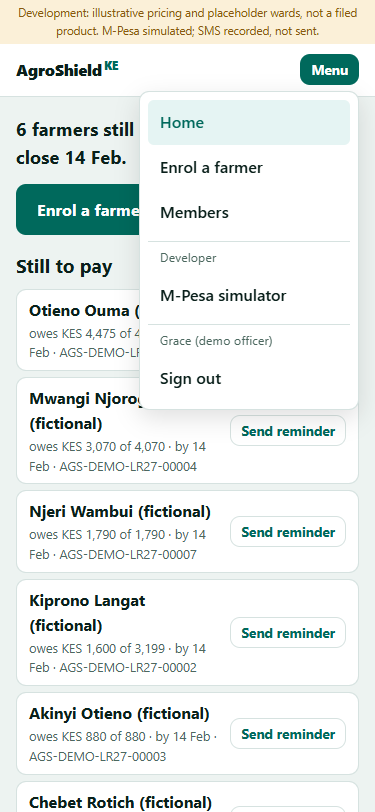 Development: illustrative pricing and placeholder wards, not a filed
product. M-Pesa simulated; SMS recorded, not sent.
AgroShield KE
Menu
6 farmers still
close 14 Feb.
Home
Enrol a farmer
Members
Developer
M-Pesa simulator
Grace (demo officer)
Sign out
Enrol a farme
Still to pay
Otieno Ouma (
owes KES 4,475 of 4
Feb · AGS-DEMO-LR
Mwangi Njorog
(fictional)
owes KES 3,070 of 4,070 · by 14
Feb · AGS-DEMO-LR27-00004
Send reminder
Njeri Wambui (fictional)
owes KES 1,790 of 1,790 · by 14
Feb · AGS-DEMO-LR27-00007
Send reminder
Kiprono Langat
(fictional)
owes KES 1,600 of 3,199 · by 14
Feb · AGS-DEMO-LR27-00002
Send reminder
Akinyi Otieno (fictional)
owes KES 880 of 880 · by 14 Feb ·
AGS-DEMO-LR27-00003
Send reminder
Chebet Rotich (fictional)